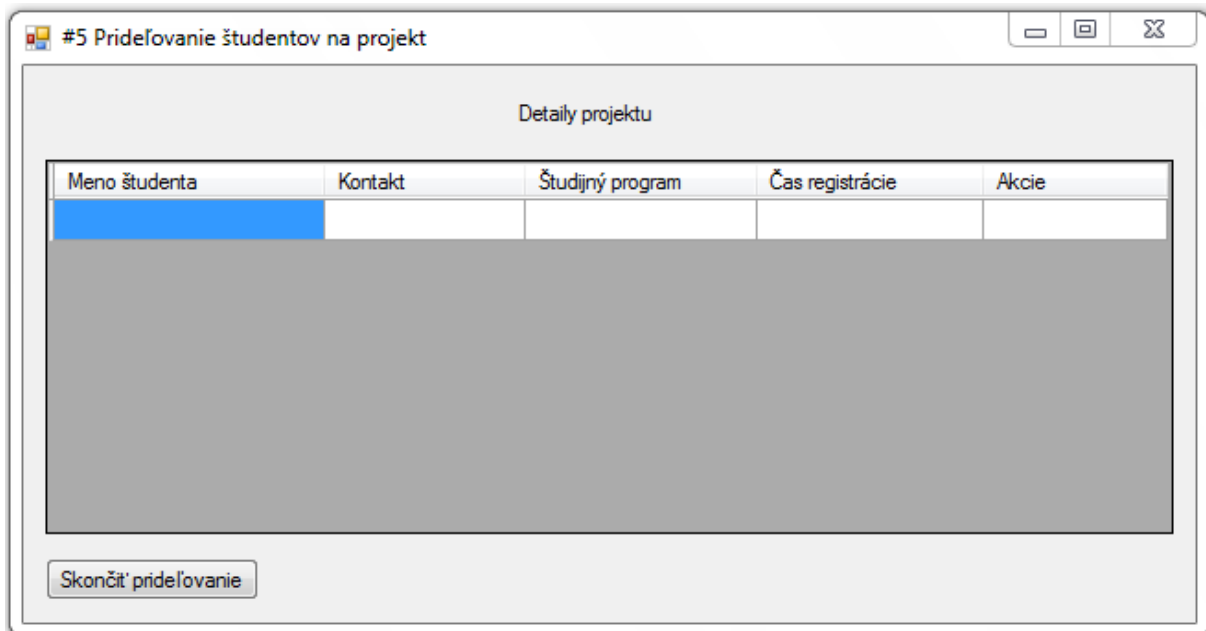 #5 Prideľovanie študentov na projekt
Detaily projektu
Meno študenta Kontakt Študijný program Čas registrácie Akcie
Skončiť prideľovanie